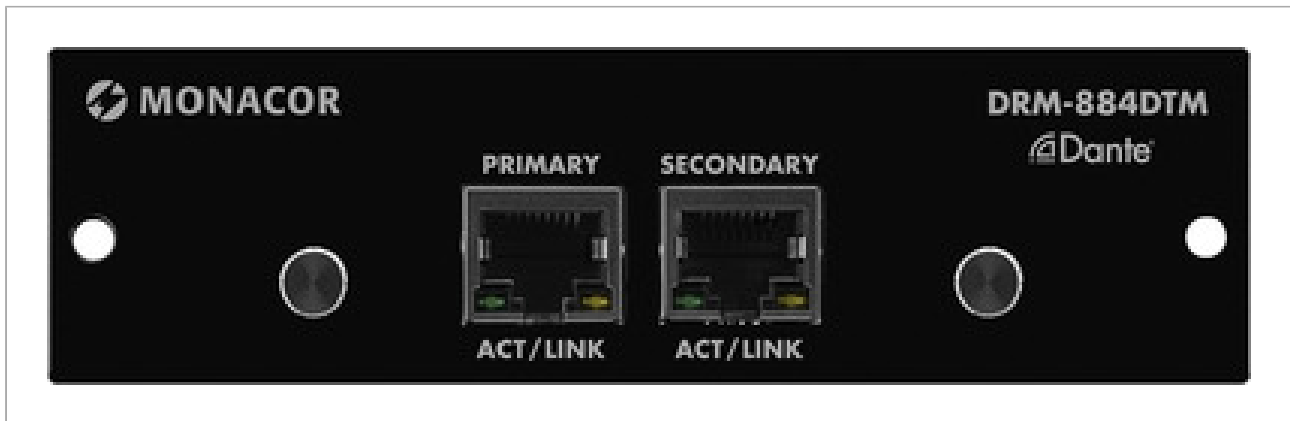 MONACOR
DRM-884DTM
Dante
PRIMARY SECONDARY
ACT/LINK ACT/LINK